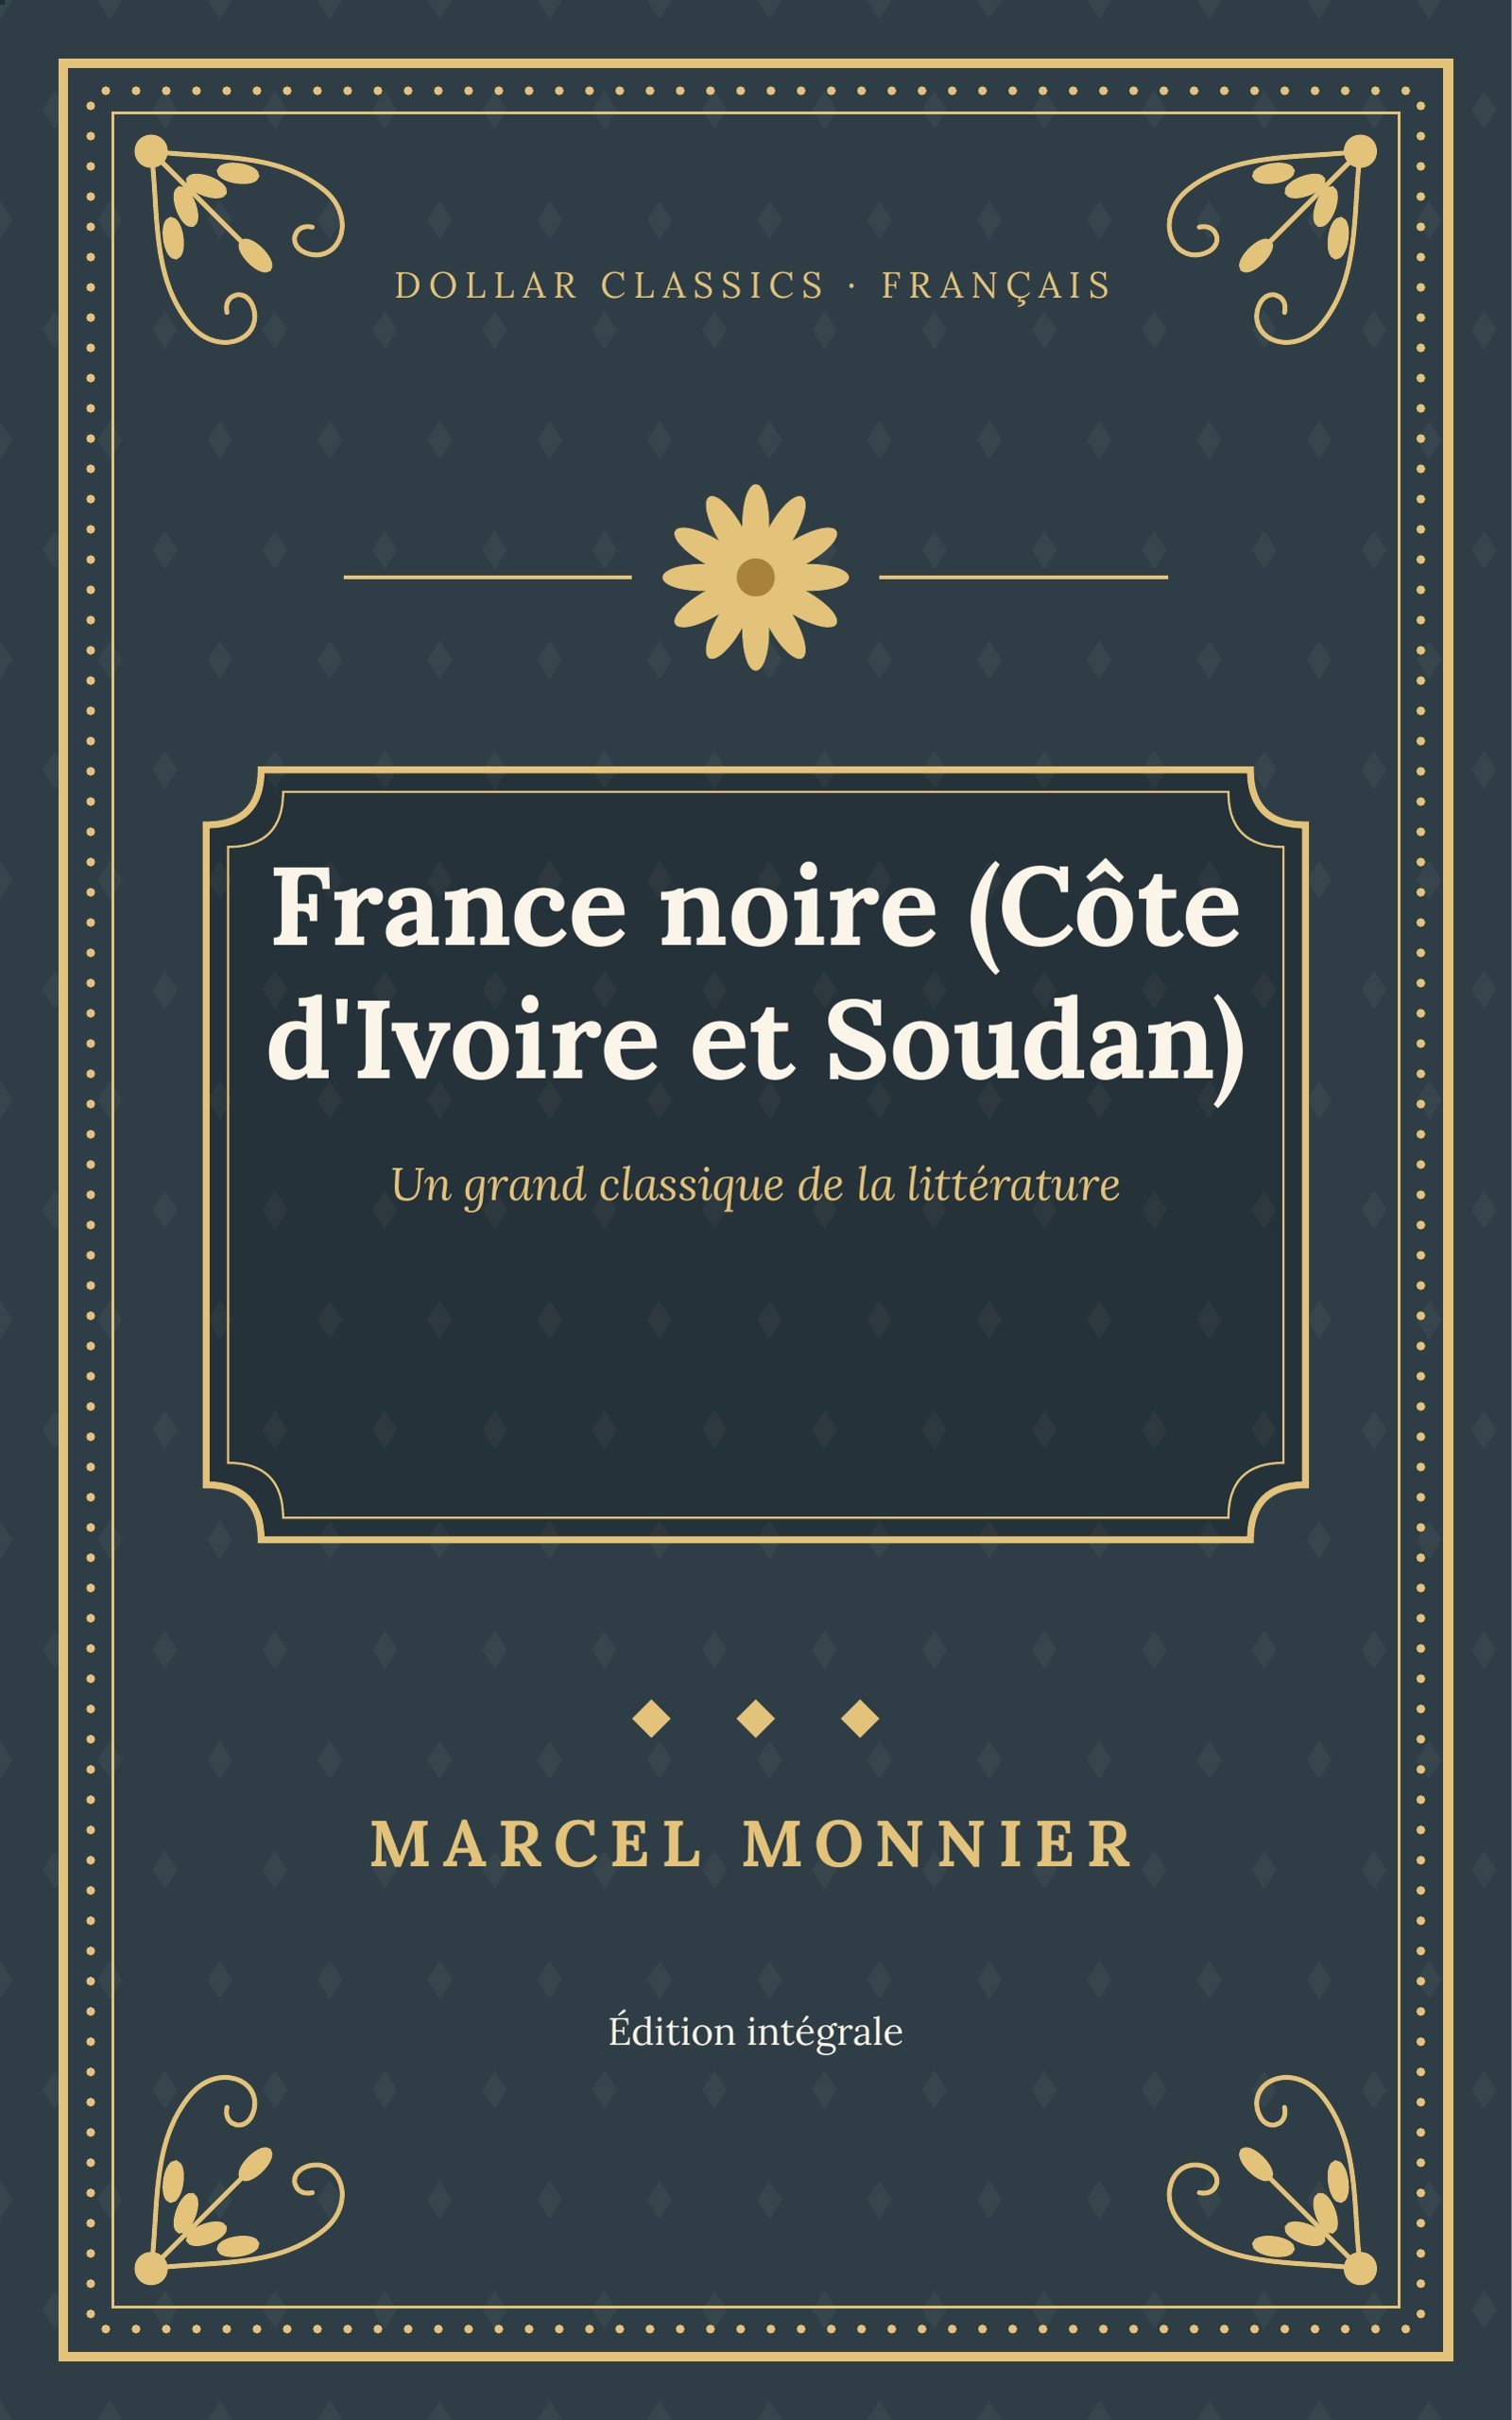 DOLLAR CLASSICS · FRANÇAIS
France noire (Côte
d'Ivoire et Soudan)
Un grand classique de la littérature
MARCEL MONNIER
Édition intégrale